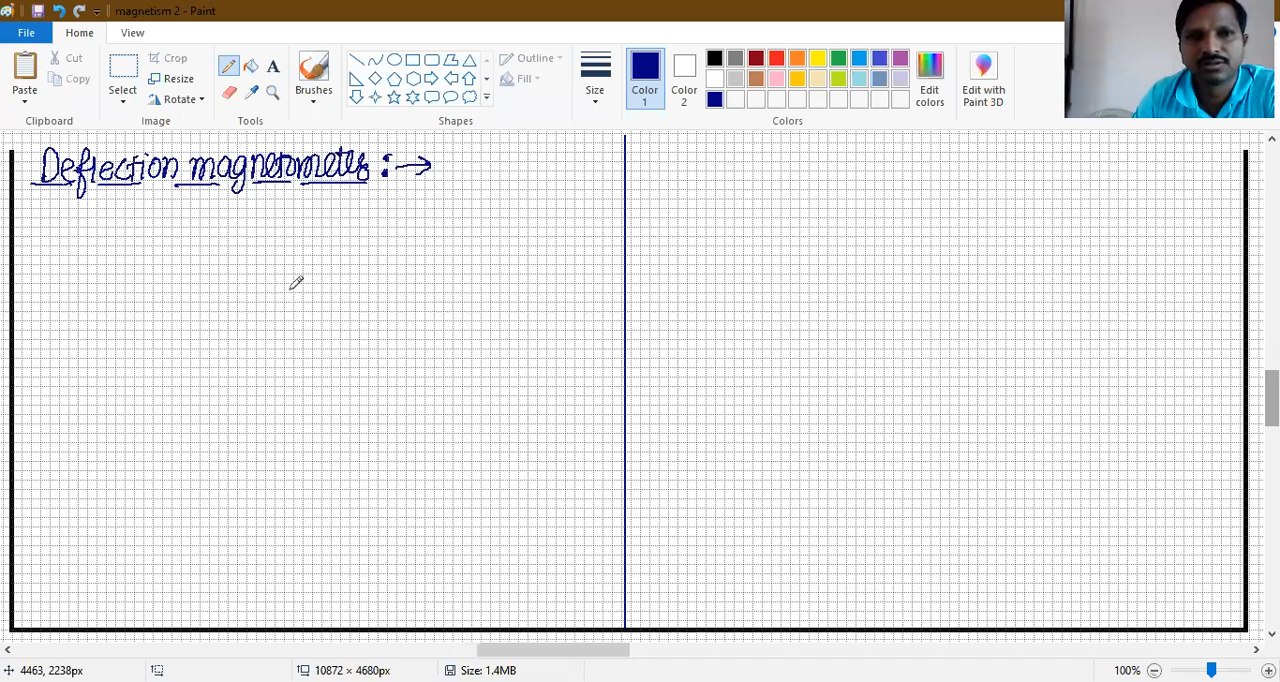 magnetism 2 - Paint
File Home View
Paste
Cut
Copy
Clipboard
Select
Crop
Resize
Rotate
Image
Tools
Brushes
Shapes
Outline
Fill
Size
Color 1
Color 2
Edit colors
Edit with Paint 3D
Colors
Deflection magnetometer :→
4463, 2238px
10872 × 4680px
Size: 1.4MB
100%